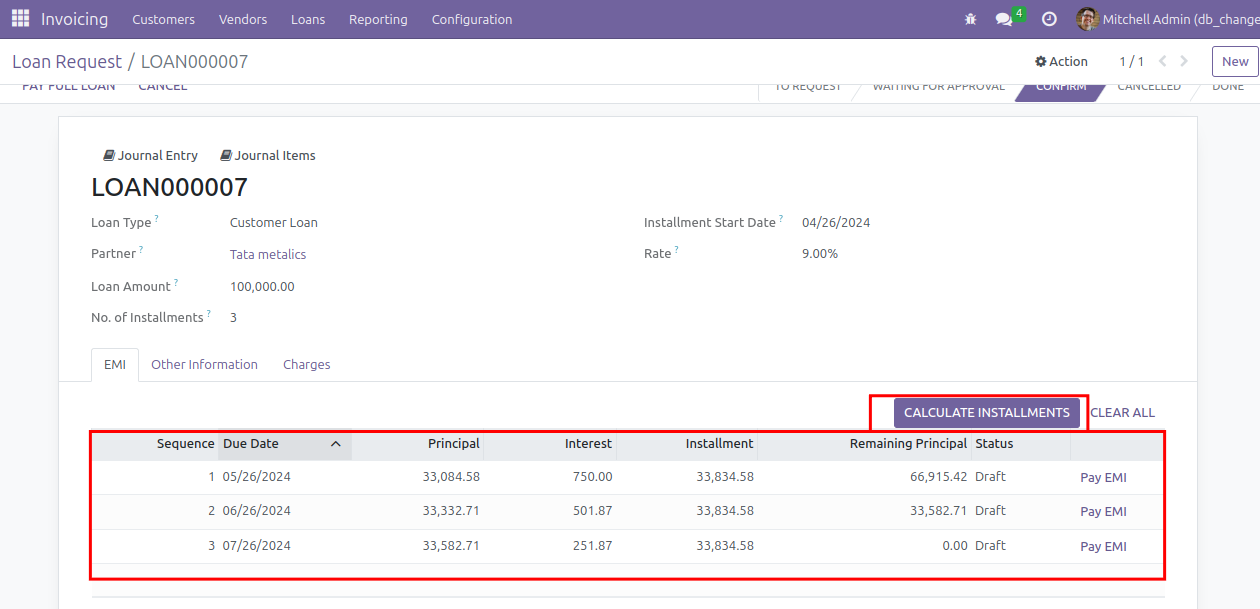 Invoicing Customers Vendors Loans Reporting Configuration 4 Mitchell Admin (db_change
Loan Request / LOAN000007 Action 1 / 1 New
PAY FULL LOAN CANCEL TO REQUEST WAITING FOR APPROVAL CONFIRM CANCELLED DONE
Journal Entry Journal Items
LOAN000007
Loan Type ? Customer Loan Installment Start Date ? 04/26/2024
Partner ? Tata metalics Rate ? 9.00%
Loan Amount ? 100,000.00
No. of Installments ? 3
EMI Other Information Charges
CALCULATE INSTALLMENTS CLEAR ALL
Sequence Due Date Principal Interest Installment Remaining Principal Status
1 05/26/2024 33,084.58 750.00 33,834.58 66,915.42 Draft Pay EMI
2 06/26/2024 33,332.71 501.87 33,834.58 33,582.71 Draft Pay EMI
3 07/26/2024 33,582.71 251.87 33,834.58 0.00 Draft Pay EMI